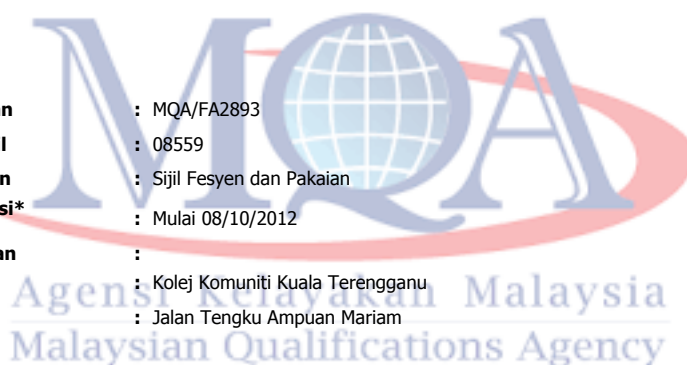 MQA
an : MQA/FA2893
l : 08559
n : Sijil Fesyen dan Pakaian
si* : Mulai 08/10/2012
an :
: Kolej Komuniti Kuala Terengganu
: Jalan Tengku Ampuan Mariam
Agensi Kelayakan Malaysia
Malaysian Qualifications Agency